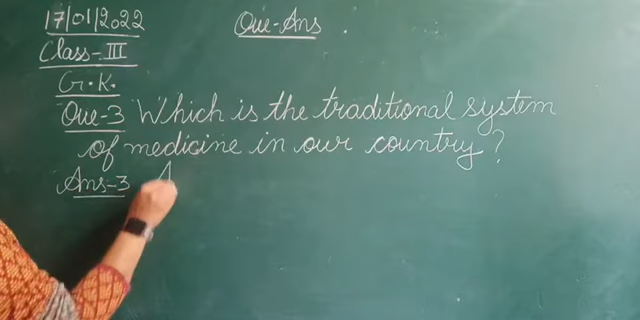 17/01/2022
Que-Ans
Class-III
G.K.
Que-3 Which is the traditional system
of medicine in our country?
Ans-3 A